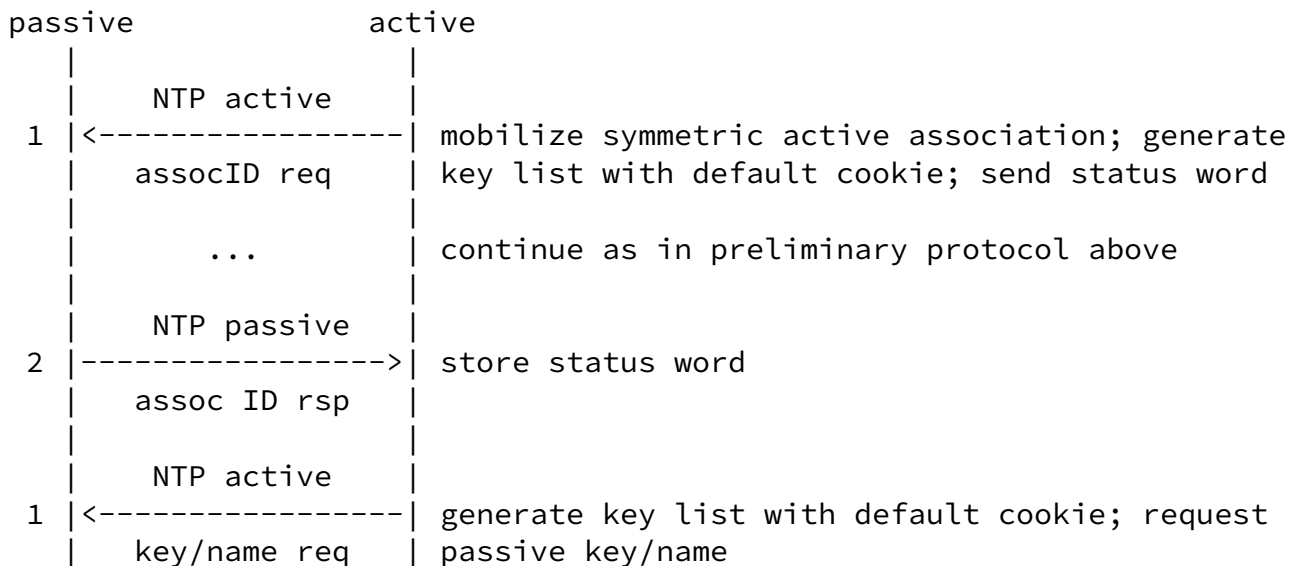 passive                active
    |                    |
    |     NTP active     |
 1  |<------------------| mobilize symmetric active association; generate
    |    assocID req     | key list with default cookie; send status word
    |                    |
    |        ...         | continue as in preliminary protocol above
    |                    |
    |     NTP passive    |
 2  |----------------->| store status word
    |    assoc ID rsp    |
    |                    |
    |     NTP active     |
 1  |<------------------| generate key list with default cookie; request
    |    key/name req    | passive key/name